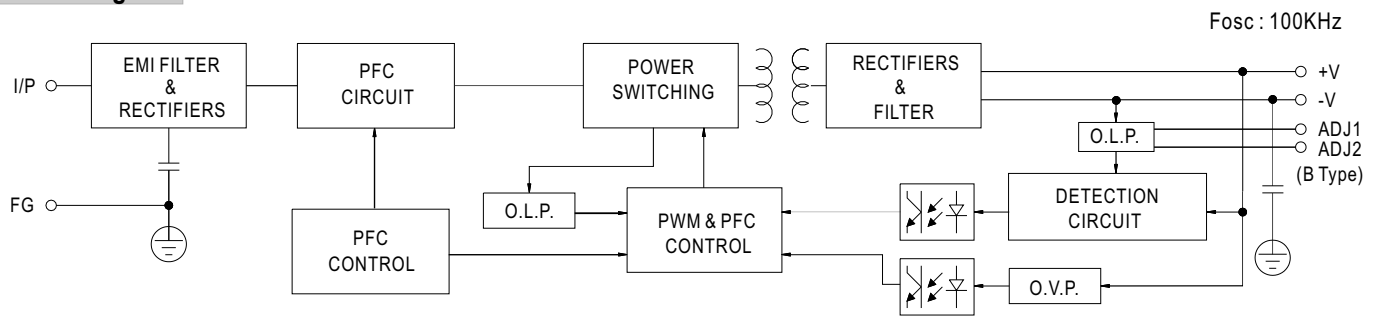 Fosc : 100KHz
I/P
EMI FILTER
&
RECTIFIERS
PFC
CIRCUIT
POWER
SWITCHING
RECTIFIERS
&
FILTER
+V
-V
O.L.P.
ADJ1
ADJ2
(B Type)
FG
PFC
CONTROL
O.L.P.
PWM & PFC
CONTROL
DETECTION
CIRCUIT
O.V.P.